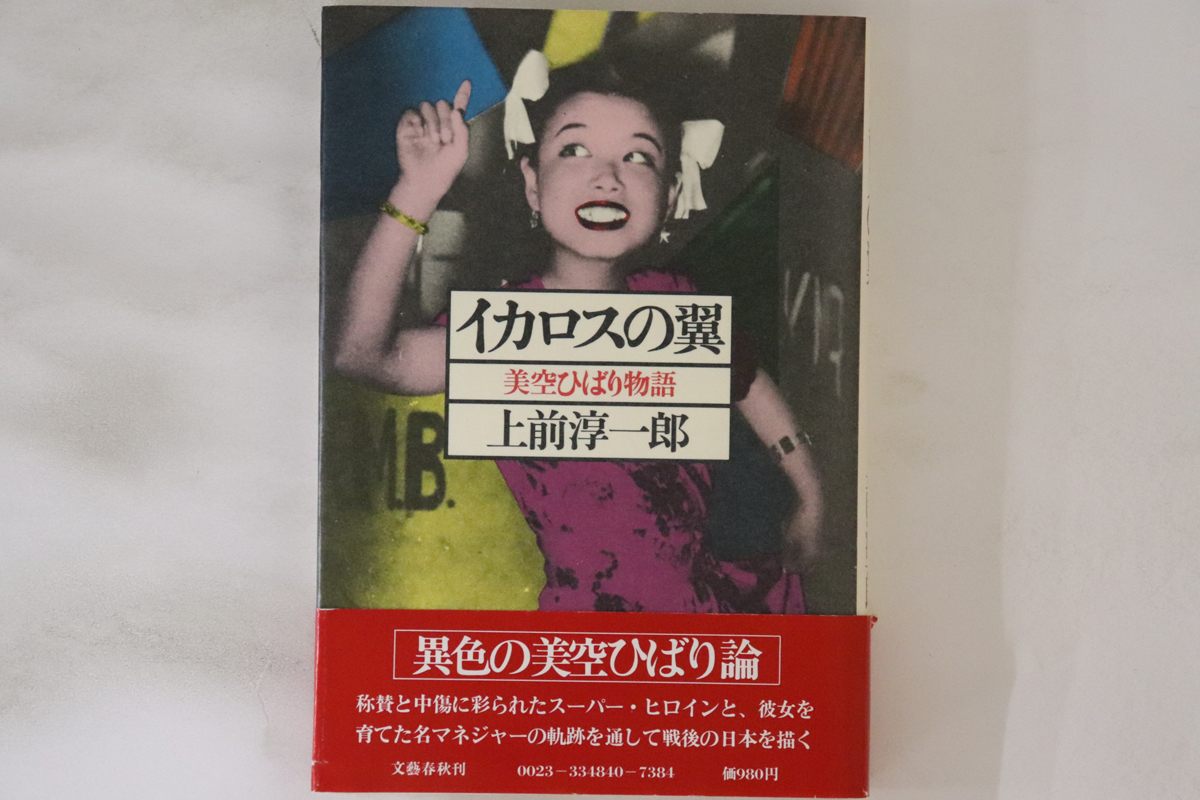 イカロスの翼
美空ひばり物語
上前淳一郎
M.B.
異色の美空ひばり論
称賛と中傷に彩られたスーパー・ヒロインと、彼女を
育てた名マネジャーの軌跡を通して戦後の日本を描く
文藝春秋刊 0023-334840-7384 価980円